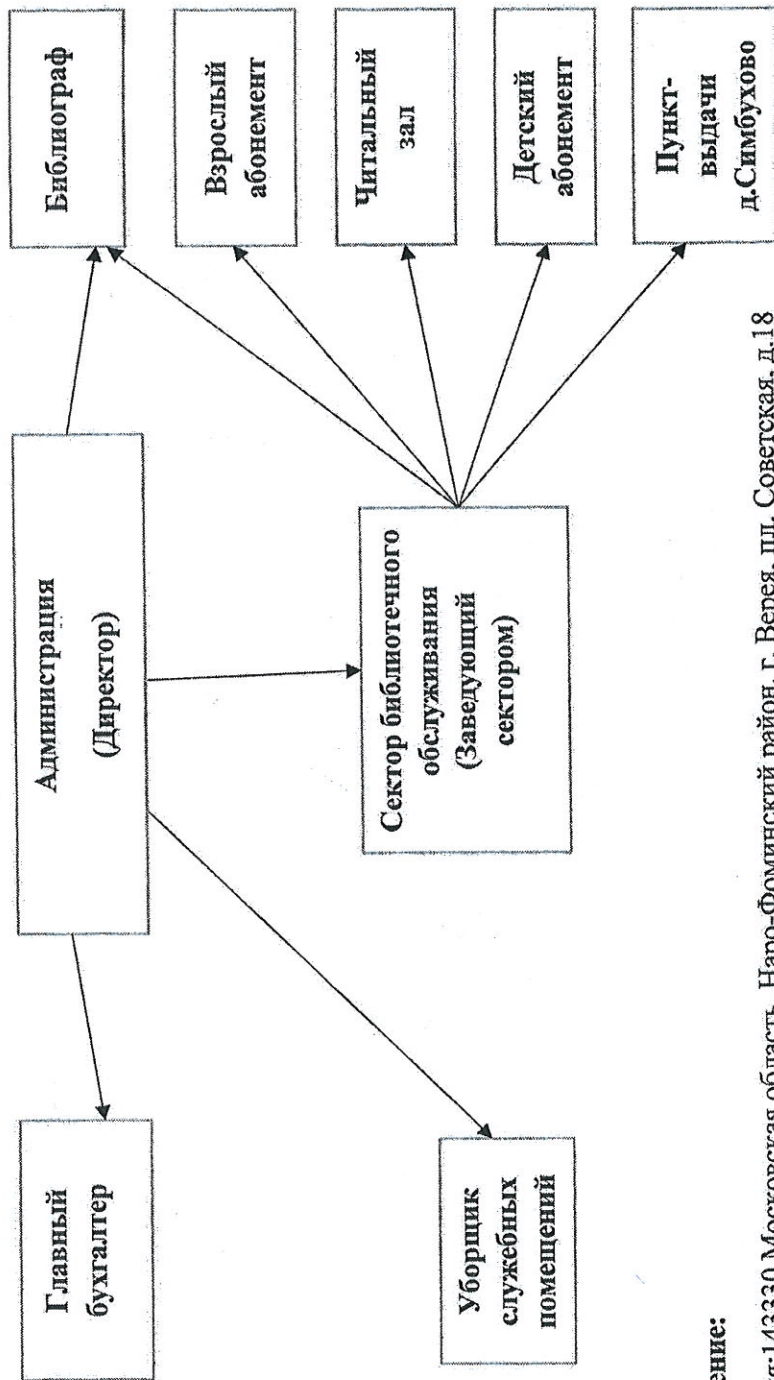 Администрация
(Директор)
Главный
бухгалтер
Библиограф
Взрослый
абонемент
Читальный
зал
Детский
абонемент
Пункт-
выдачи
д.Симбухово
Сектор библиотечного
обслуживания
(Заведующий
сектором)
Уборщик
служебных
помещений
143330 Московская область, Наро-Фоминский район, г. Верея, пл. Советская, д.18